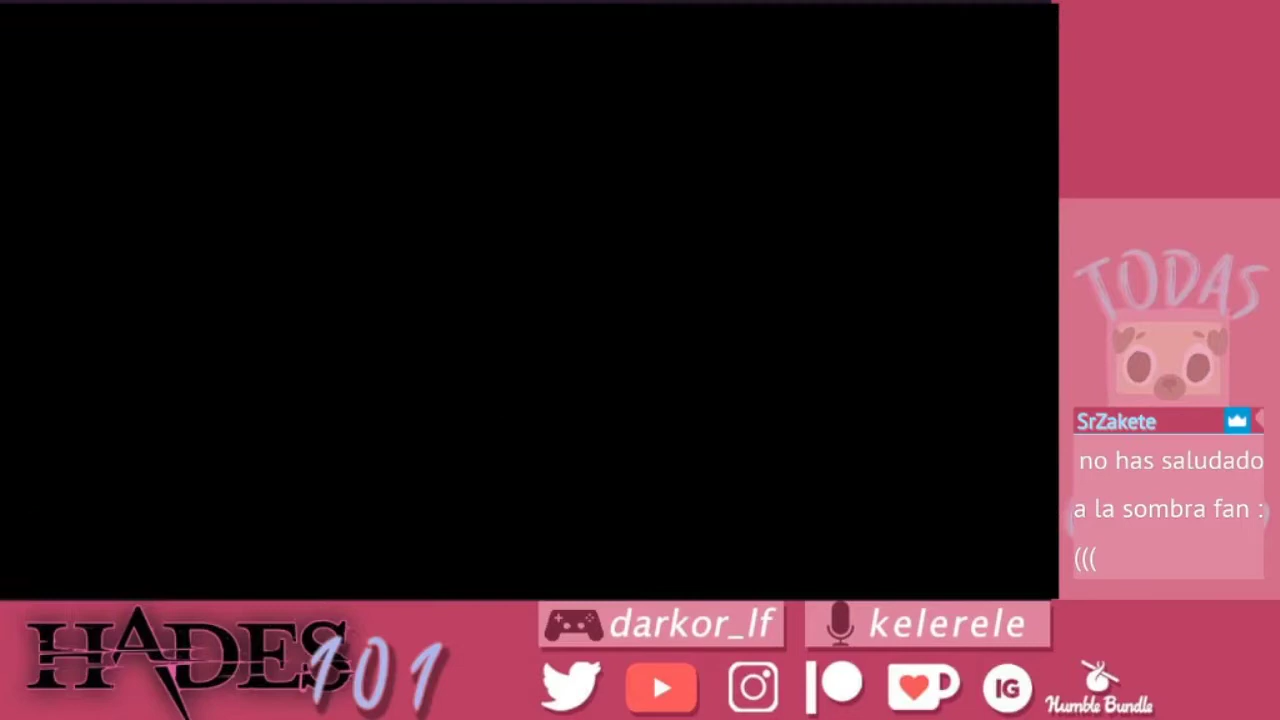 TODAS
SrZakete
no has saludado
a la sombra fan :
(((
HADES 101
darkor_lf
kelerele
IG
Humble Bundle